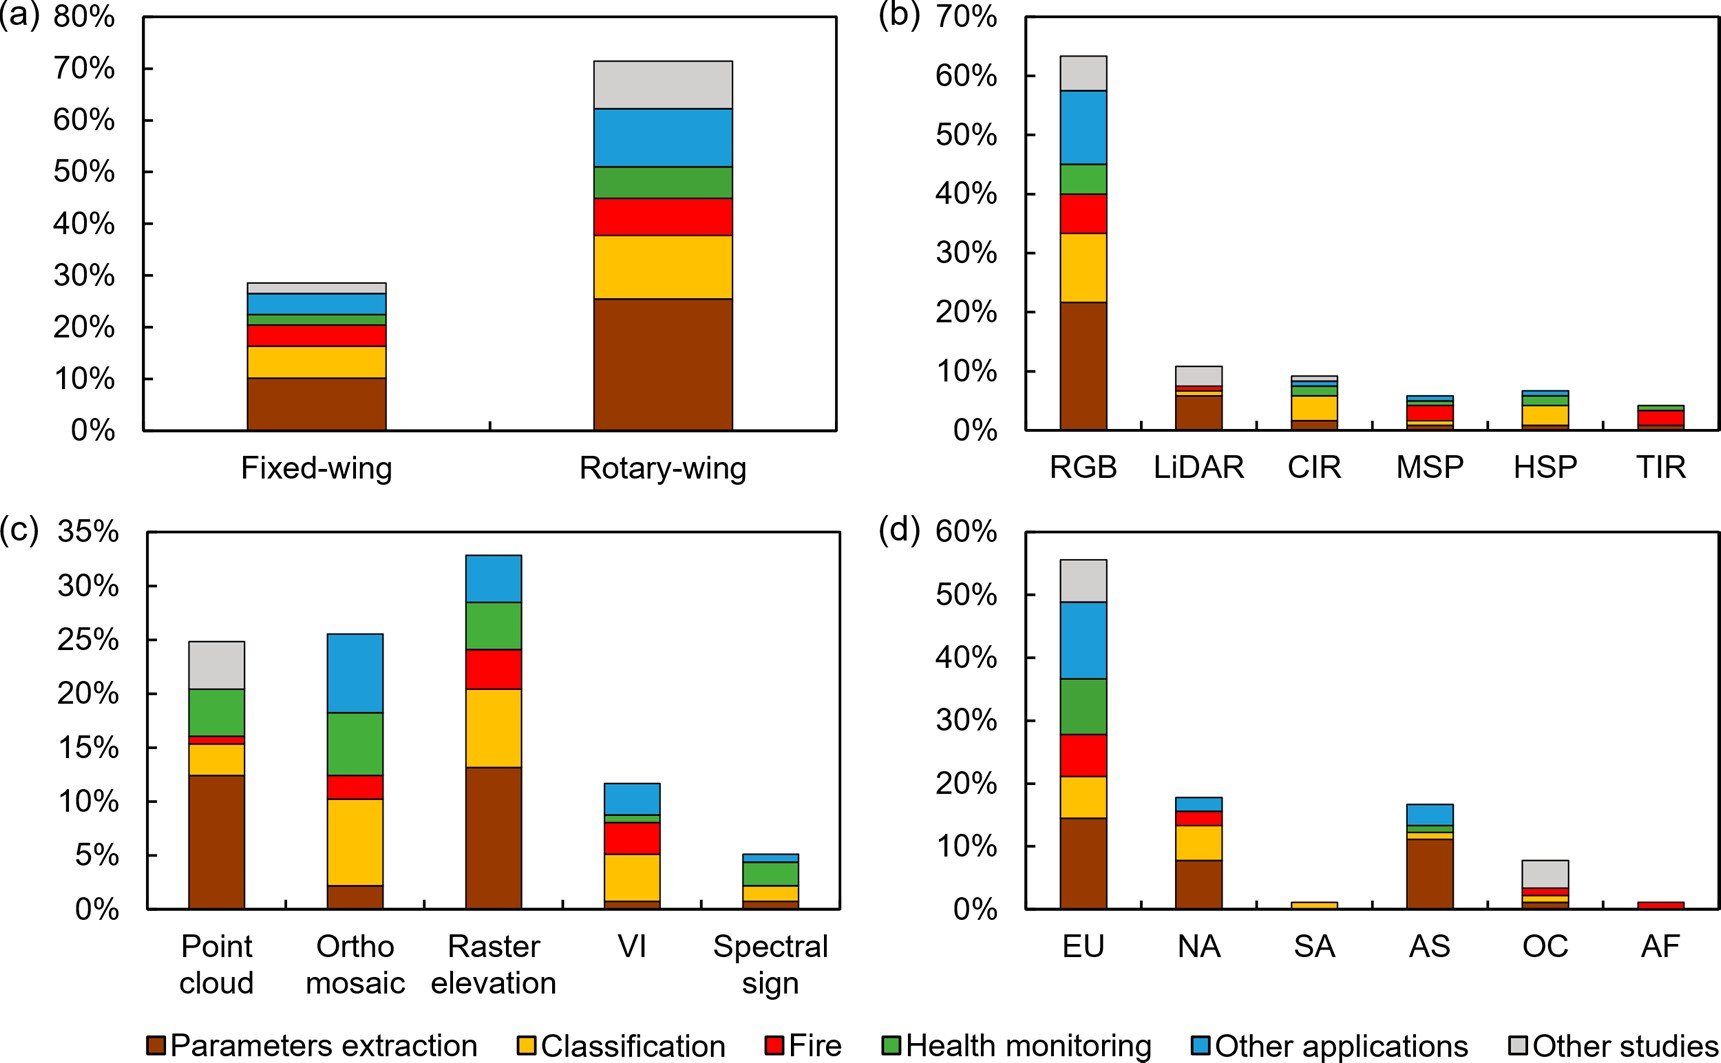 (a)
80%
70%
60%
50%
40%
30%
20%
10%
0%
Fixed-wing
Rotary-wing
(b)
70%
60%
50%
40%
30%
20%
10%
0%
RGB
LiDAR
CIR
MSP
HSP
TIR
(c)
35%
30%
25%
20%
15%
10%
5%
0%
Point
cloud
Ortho
mosaic
Raster
elevation
VI
Spectral
sign
(d)
60%
50%
40%
30%
20%
10%
0%
EU
NA
SA
AS
OC
AF
Parameters extraction
Classification
Fire
Health monitoring
Other applications
Other studies